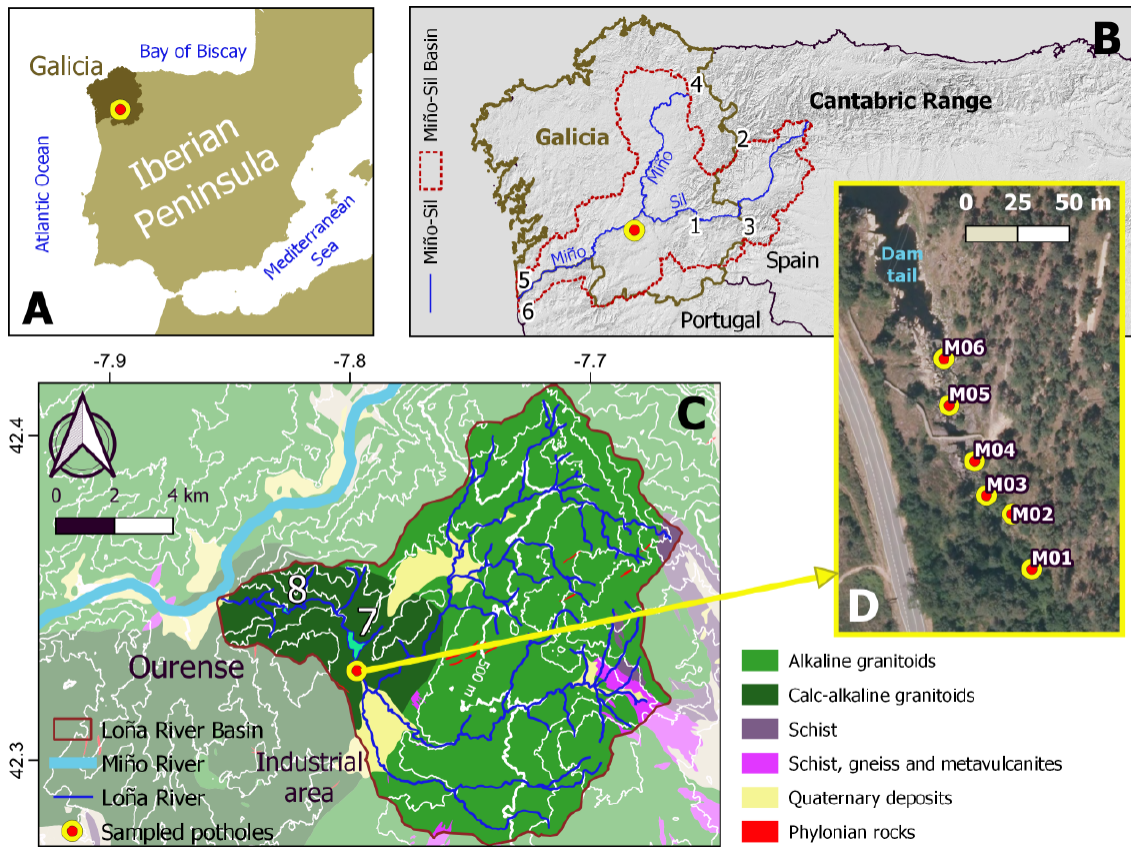 Bay of Biscay
Galicia
Atlantic Ocean
Iberian
Peninsula
Mediterranean
Sea
A
Miño-Sil Basin
Miño-Sil
B
4
Cantabric Range
Galicia
2
Miño
Sil
1
3
Miño
Spain
5
6
Portugal
0 25 50 m
Dam
tail
M06
M05
M04
M03
M02
M01
D
-7.9 -7.8 -7.7
C
42.4
0 2 4 km
8
7
Ourense
500 m
42.3
Loña River Basin
Miño River
Industrial
area
Loña River
Sampled potholes
Alkaline granitoids
Calc-alkaline granitoids
Schist
Schist, gneiss and metavulcanites
Quaternary deposits
Phylonian rocks